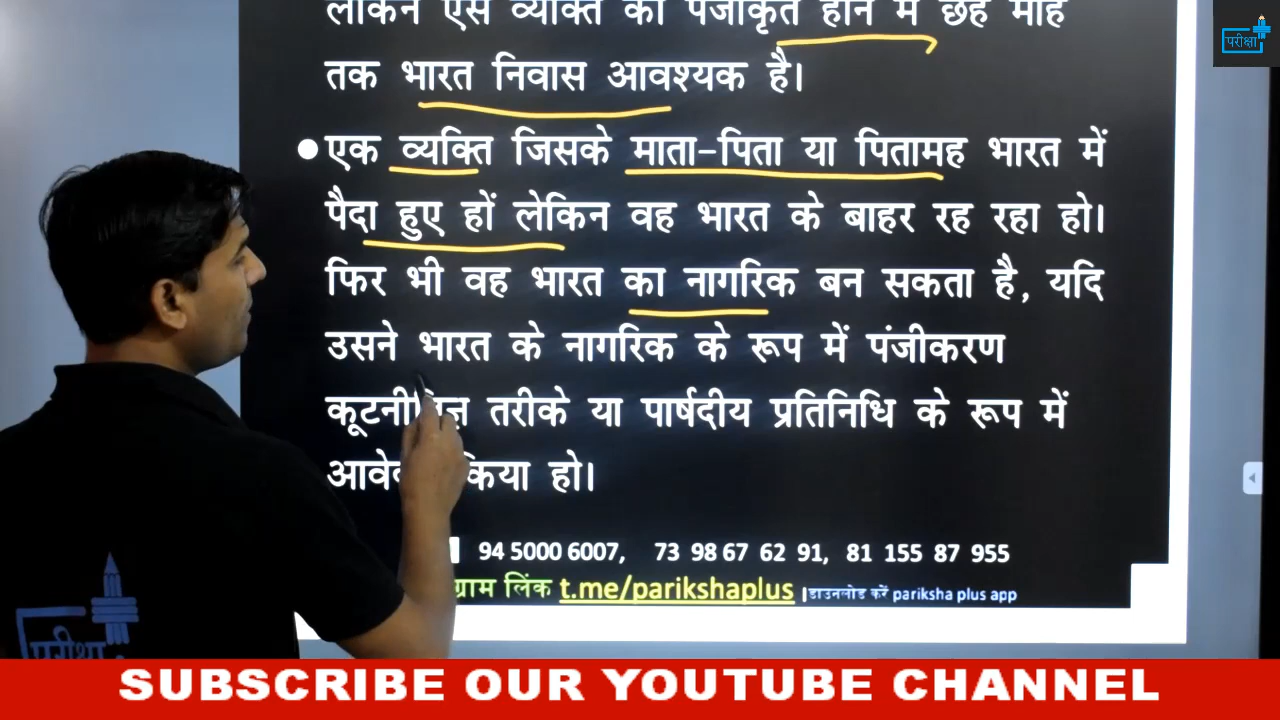 लेकिन ऐसे व्यक्ति को पंजीकृत होने में छह माह
तक भारत निवास आवश्यक है।
परीक्षा
● एक व्यक्ति जिसके माता-पिता या पितामह भारत में
पैदा हुए हों लेकिन वह भारत के बाहर रह रहा हो।
फिर भी वह भारत का नागरिक बन सकता है, यदि
उसने भारत के नागरिक के रूप में पंजीकरण
तरीके या पार्षदीय प्रतिनिधि के रूप में
किया हो।
94 5000 6007, 73 98 67 62 91, 81 155 87 955
ग्राम लिंक t.me/parikshaplus डाउनलोड करें pariksha plus app
परीक्षा
SUBSCRIBE OUR YOUTUBE CHANNEL